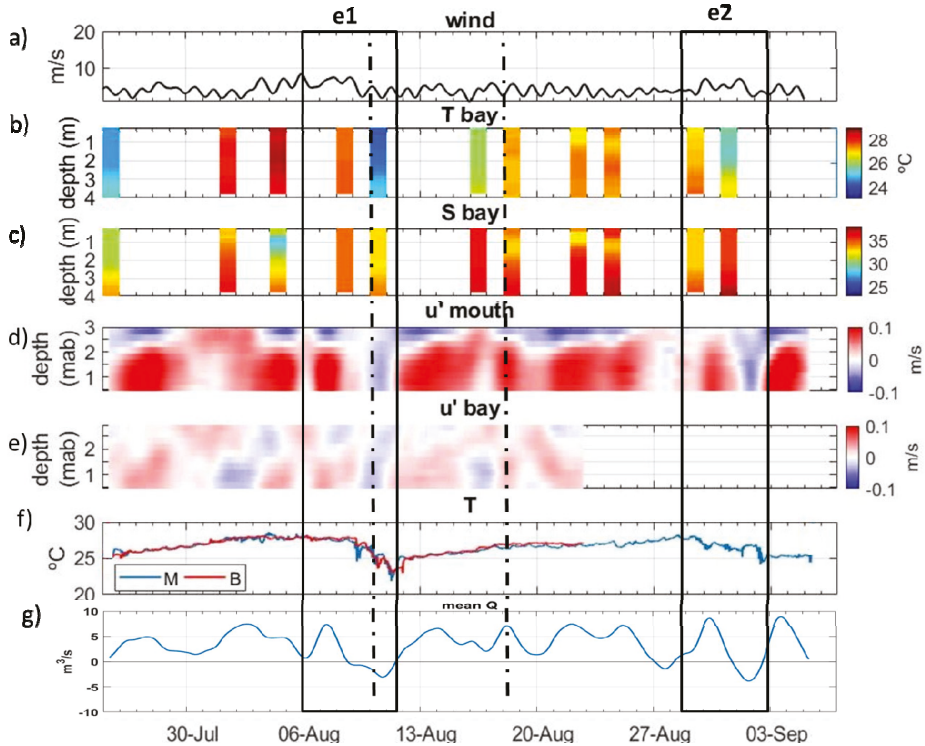 e1
e2
wind
a)
m/s
20
10
T bay
b)
depth (m)
1
2
3
4
28
26
24
ºC
S bay
c)
depth (m)
1
2
3
4
35
30
25
u' mouth
d)
depth
(mab)
3
2
1
0.1
0
-0.1
m/s
u' bay
e)
depth
(mab)
2
1
0.1
0
-0.1
m/s
T
f)
ºC
30
25
20
M
B
mean Q
g)
m³/s
10
5
0
-5
-10
30-Jul
06-Aug
13-Aug
20-Aug
27-Aug
03-Sep